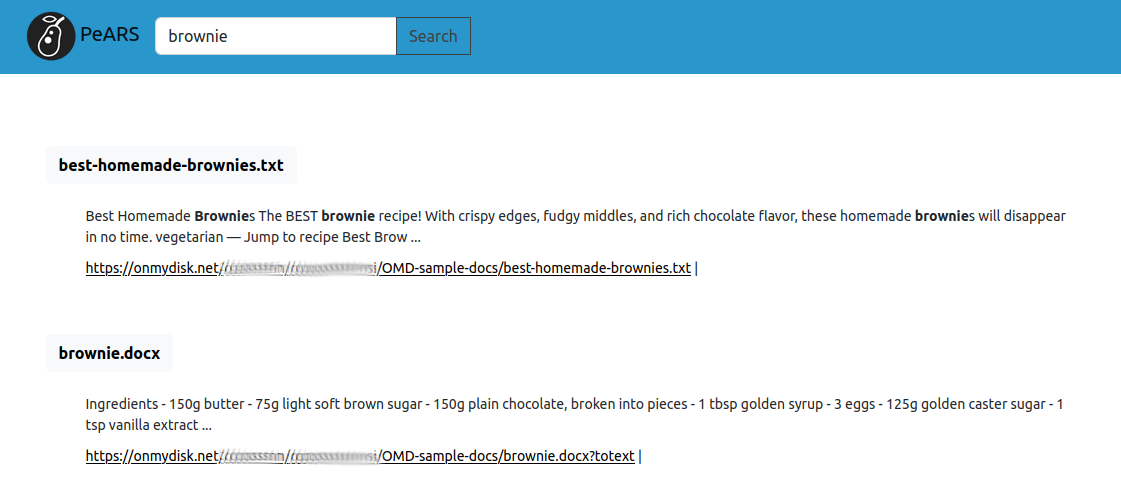 PeARS brownie Search
best-homemade-brownies.txt
Best Homemade Brownies The BEST brownie recipe! With crispy edges, fudgy middles, and rich chocolate flavor, these homemade brownies will disappear
in no time. vegetarian — Jump to recipe Best Brow ...
https://onmydisk.net/ /OMD-sample-docs/best-homemade-brownies.txt |
brownie.docx
Ingredients - 150g butter - 75g light soft brown sugar - 150g plain chocolate, broken into pieces - 1 tbsp golden syrup - 3 eggs - 125g golden caster sugar - 1
tsp vanilla extract ...
https://onmydisk.net/ /OMD-sample-docs/brownie.docx?totext |